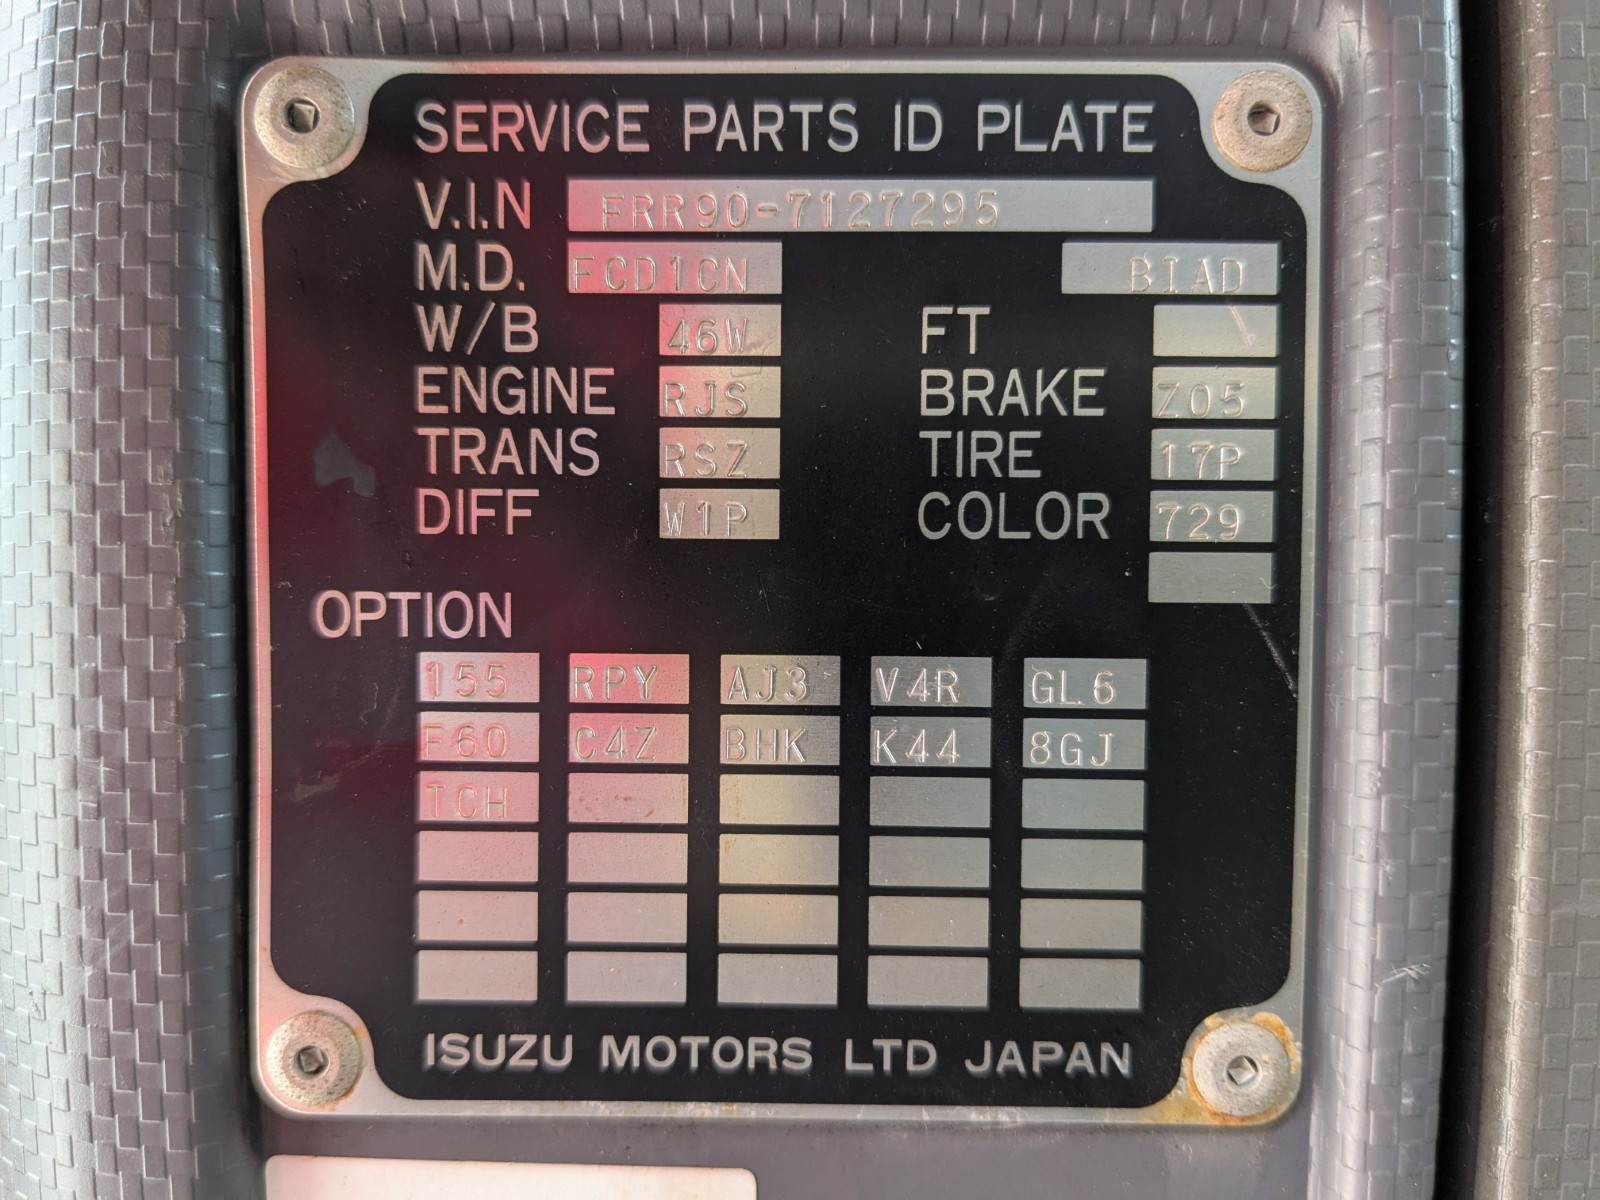 SERVICE PARTS ID PLATE
V.I.N FRR90-7127295
M.D. FCD1CN BIAD
W/B 46W FT
ENGINE RJS BRAKE Z05
TRANS RSZ TIRE 17P
DIFF W1P COLOR 729
OPTION
155 RPY AJ3 V4R GL6
F60 C4Z BHK K44 8GJ
TCH
ISUZU MOTORS LTD JAPAN